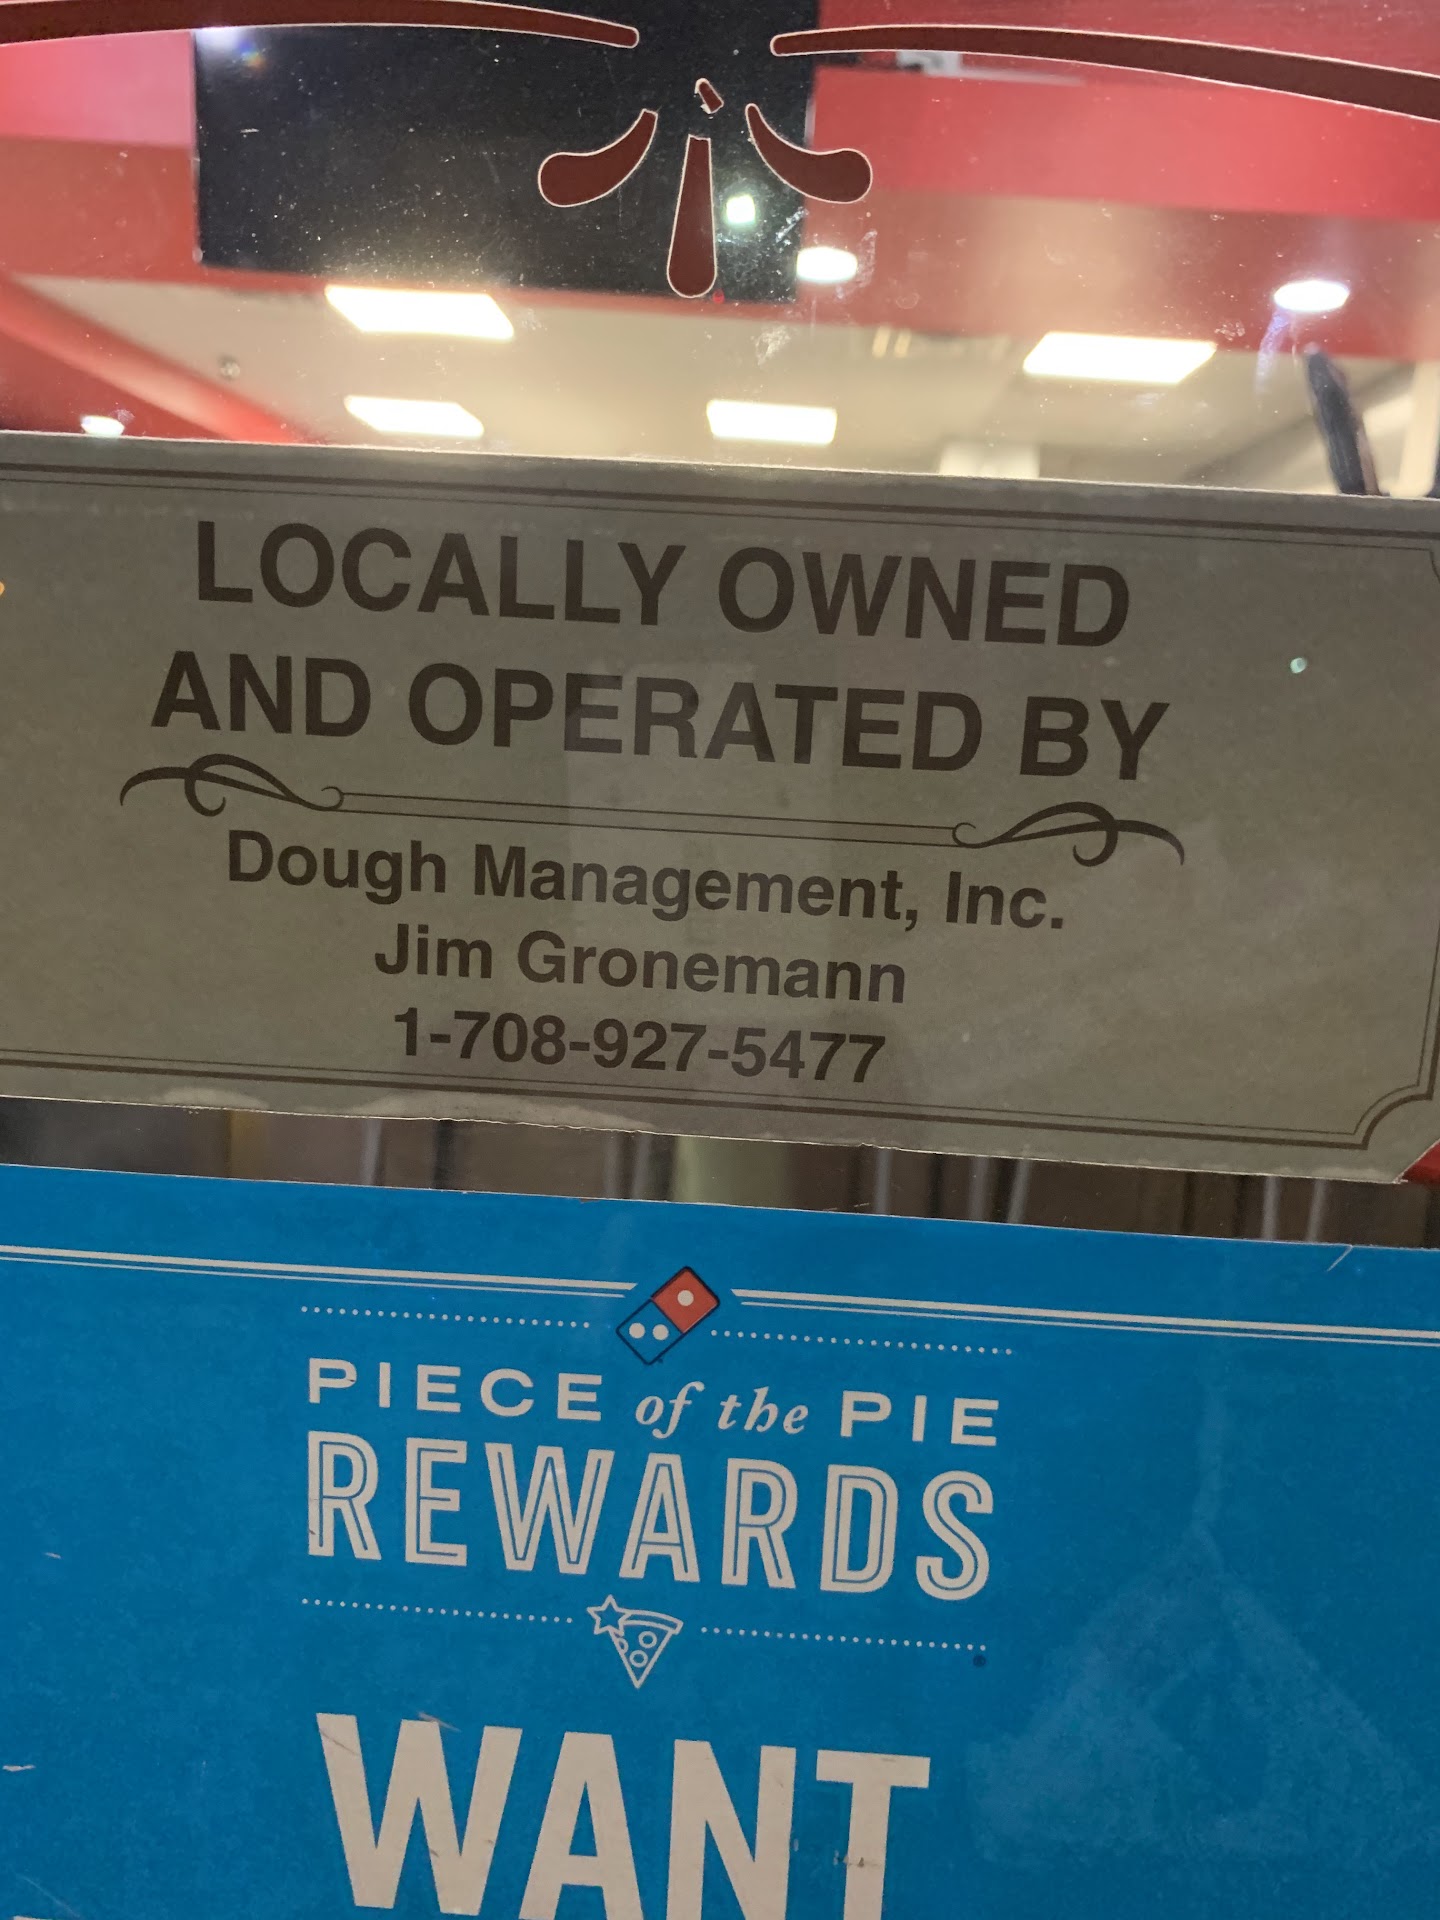 LOCALLY OWNED
AND OPERATED BY
Dough Management, Inc.
Jim Gronemann
1-708-927-5477
PIECE of the PIE
REWARDS
WANT